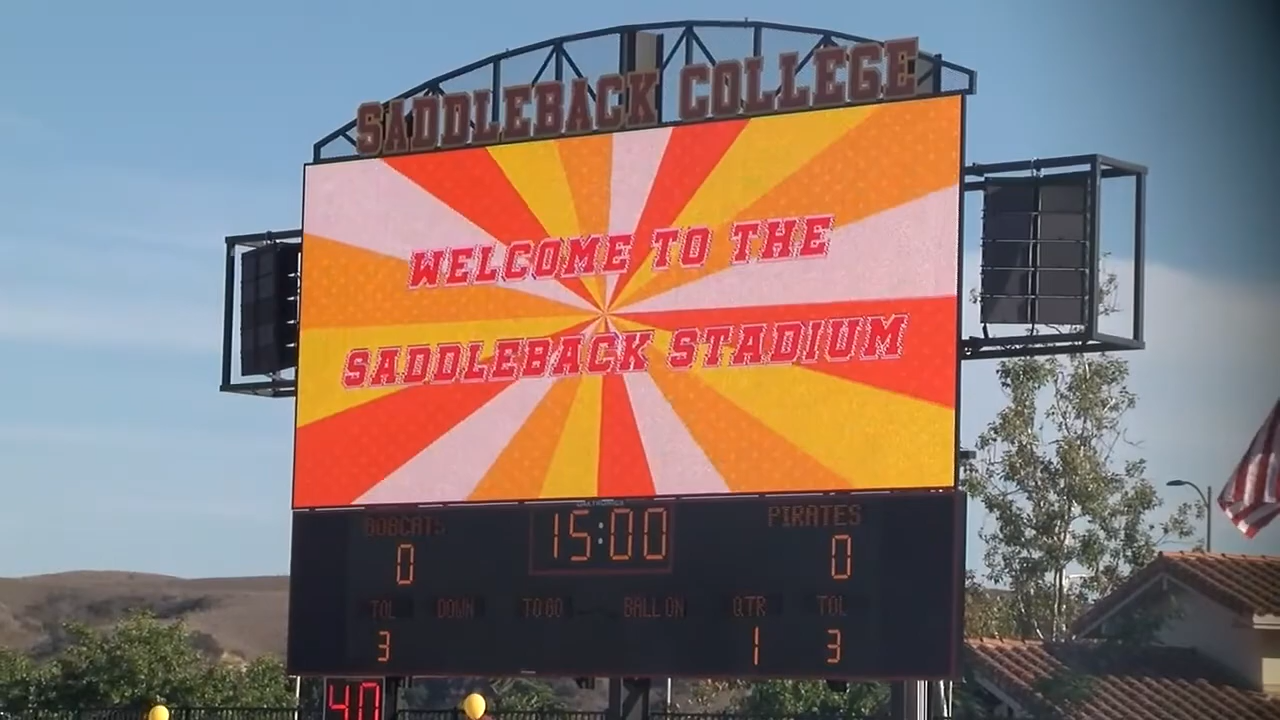 SADDLEBACK COLLEGE
WELCOME TO THE
SADDLEBACK STADIUM
DAKTRONICS
BOBCATS 15:00 PIRATES
0 0
TOL DOWN TO GO BALL ON QTR TOL
3 1 3
40